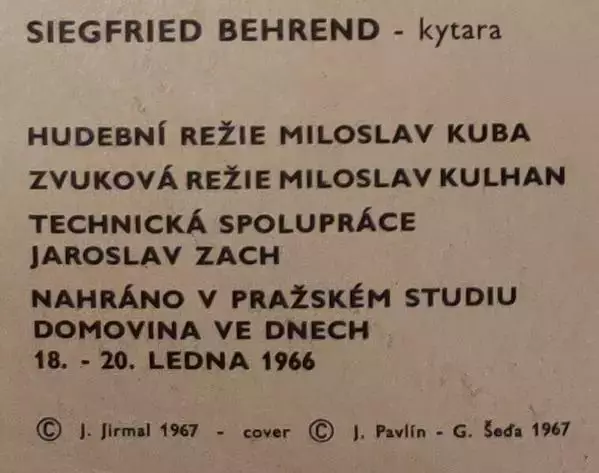 SIEGFRIED BEHREND - kytara
HUDEBNÍ REŽIE MILOSLAV KUBA
ZVUKOVÁ REŽIE MILOSLAV KULHAN
TECHNICKÁ SPOLUPRÁCE
JAROSLAV ZACH
NAHRÁNO V PRAŽSKÉM STUDIU
DOMOVINA VE DNECH
18. - 20. LEDNA 1966
© J. Jirmal 1967 - cover © J. Pavlín - G. Šeďa 1967